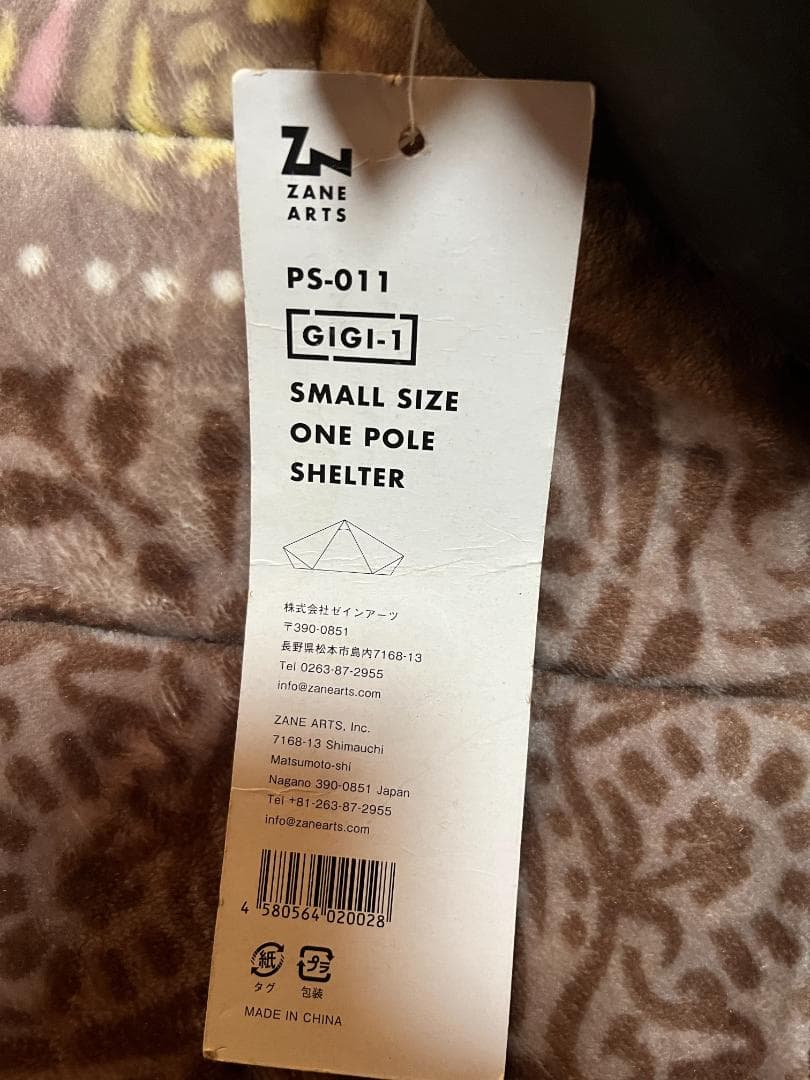 ZN
ZANE
ARTS
PS-011
GIGI-1
SMALL SIZE
ONE POLE
SHELTER
株式会社ゼインアーツ
〒390-0851
長野県松本市島内7168-13
Tel 0263-87-2955
info@zanearts.com
ZANE ARTS, Inc.
7168-13 Shimauchi
Matsumoto-shi
Nagano 390-0851 Japan
Tel +81-263-87-2955
info@zanearts.com
4 580564 020028
紙 プラ
タグ 包装
MADE IN CHINA